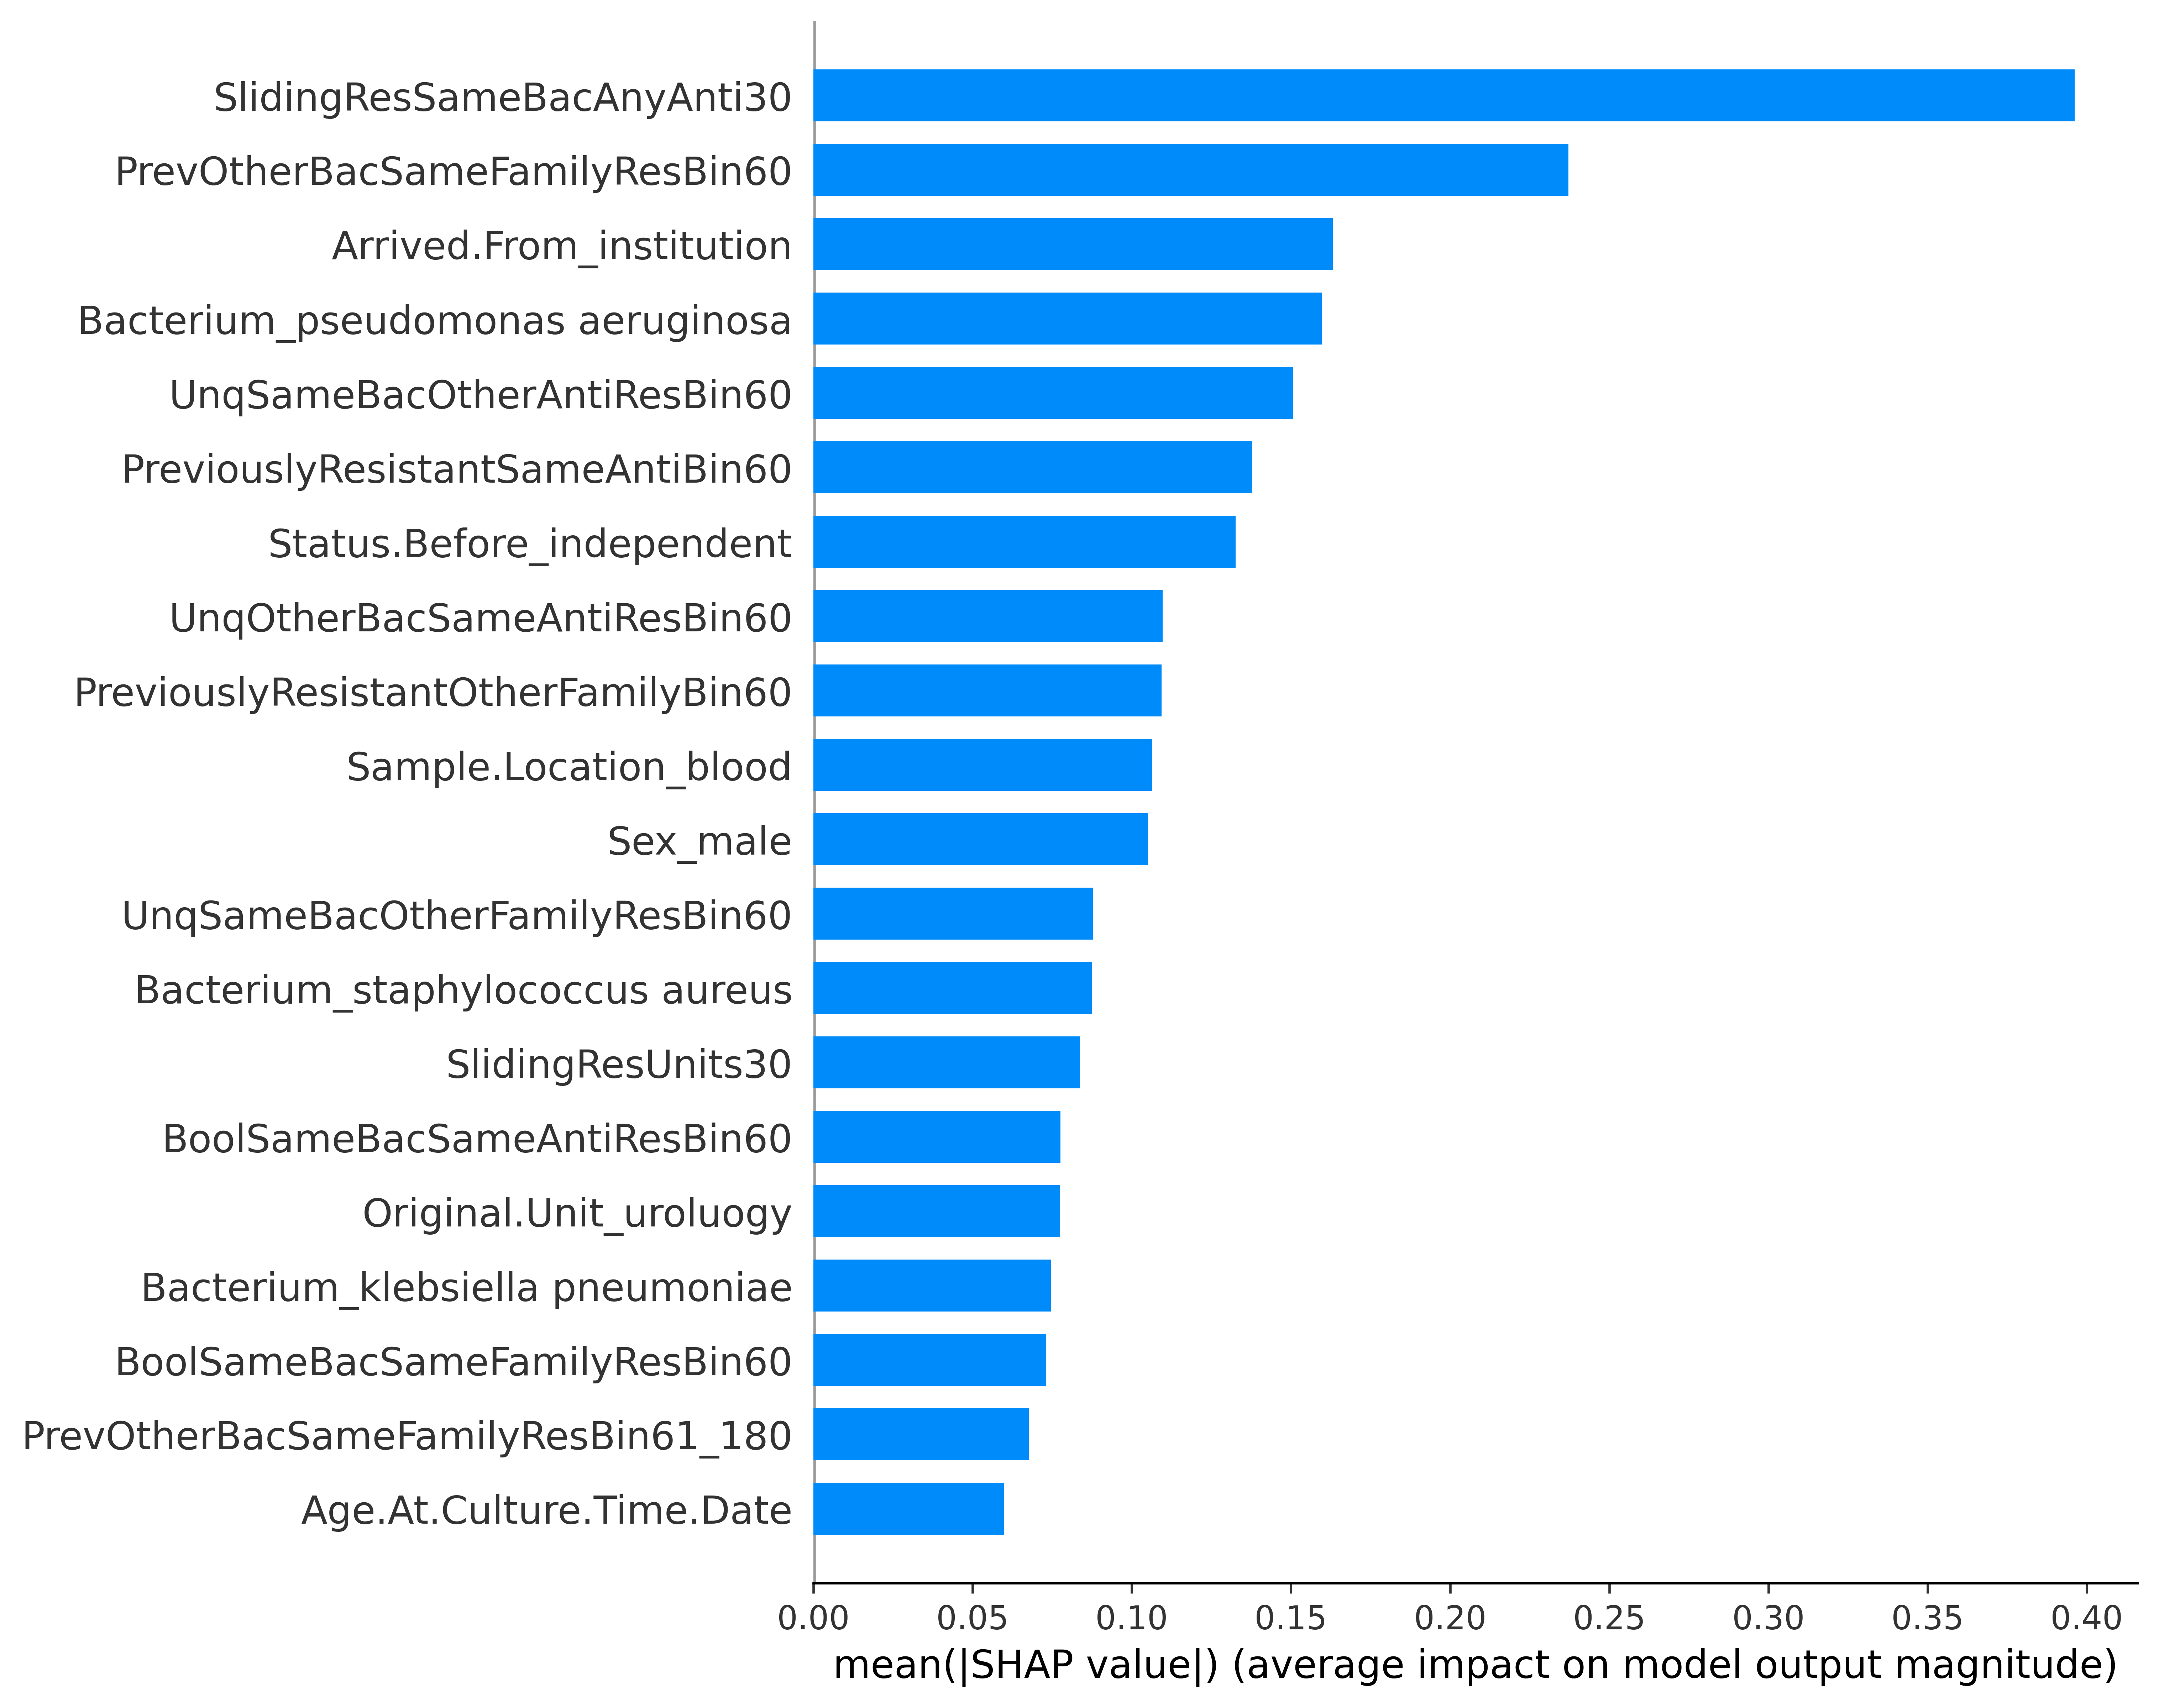 SlidingResSameBacAnyAnti30
PrevOtherBacSameFamilyResBin60
Arrived.From_institution
Bacterium_pseudomonas aeruginosa
UnqSameBacOtherAntiResBin60
PreviouslyResistantSameAntiBin60
Status.Before_independent
UnqOtherBacSameAntiResBin60
PreviouslyResistantOtherFamilyBin60
Sample.Location_blood
Sex_male
UnqSameBacOtherFamilyResBin60
Bacterium_staphylococcus aureus
SlidingResUnits30
BoolSameBacSameAntiResBin60
Original.Unit_uroluogy
Bacterium_klebsiella pneumoniae
BoolSameBacSameFamilyResBin60
PrevOtherBacSameFamilyResBin61_180
Age.At.Culture.Time.Date
0.00 0.05 0.10 0.15 0.20 0.25 0.30 0.35 0.40
mean(|SHAP value|) (average impact on model output magnitude)